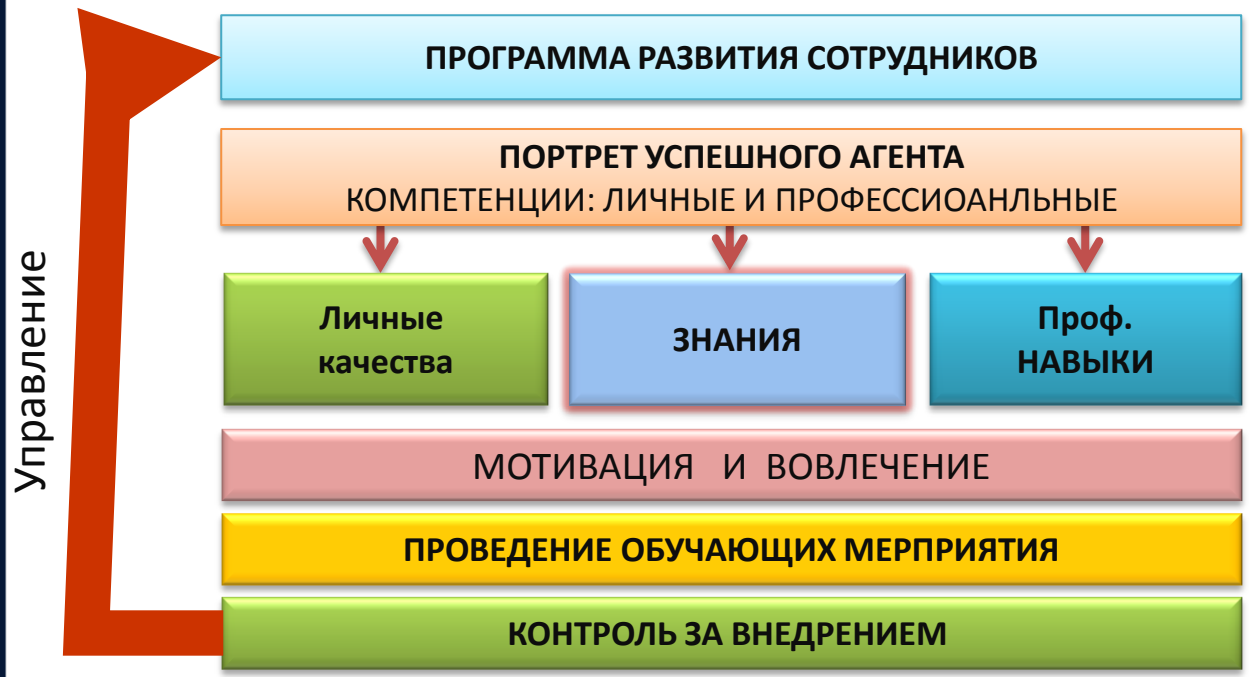 ПРОГРАММА РАЗВИТИЯ СОТРУДНИКОВ
ПОРТРЕТ УСПЕШНОГО АГЕНТА
КОМПЕТЕНЦИИ: ЛИЧНЫЕ И ПРОФЕССИОАНЛЬНЫЕ
Личные
качества
ЗНАНИЯ
Проф.
НАВЫКИ
МОТИВАЦИЯ И ВОВЛЕЧЕНИЕ
ПРОВЕДЕНИЕ ОБУЧАЮЩИХ МЕРПРИЯТИЯ
КОНТРОЛЬ ЗА ВНЕДРЕНИЕМ
Управление